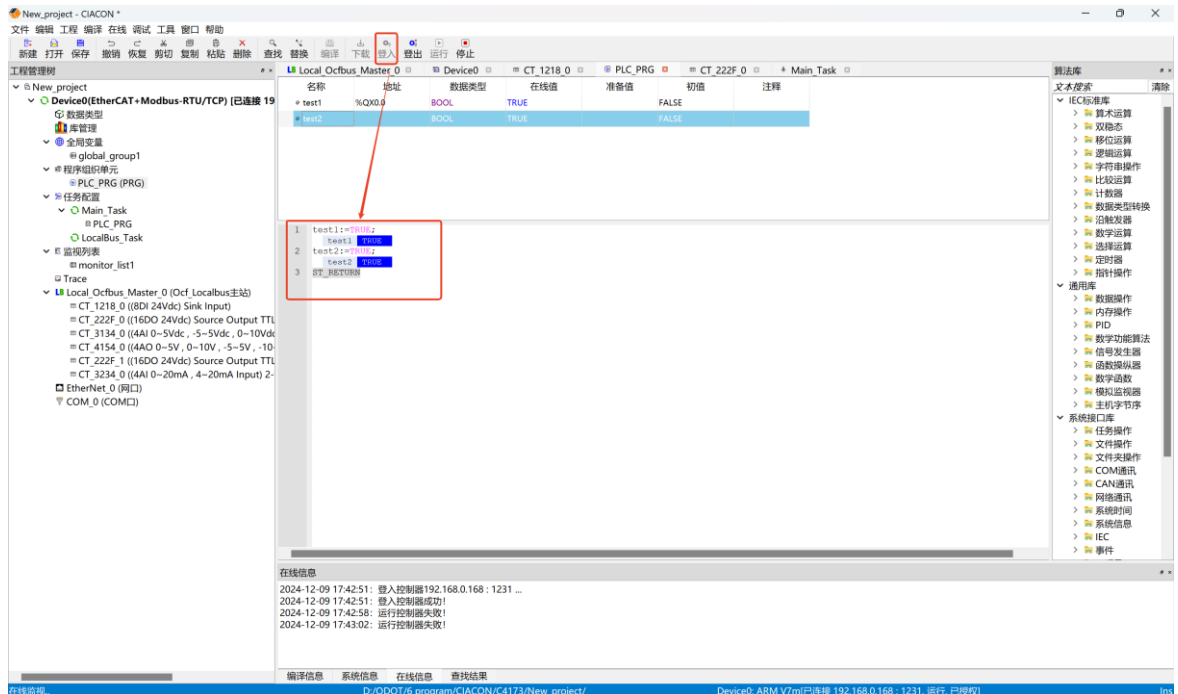 New_project - CIACON *
文件 编辑 工程 编译 在线 调试 工具 窗口 帮助
新建 打开 保存 撤销 恢复 剪切 复制 粘贴 删除 查找 替换 编译 下载 登入 登出 运行 停止
工程管理树
New_project
Device0(EtherCAT+Modbus-RTU/TCP) [已连接 19
数据类型
库管理
全局变量
global_group1
程序组织单元
PLC_PRG (PRG)
任务配置
Main_Task
PLC_PRG
LocalBus_Task
监视列表
monitor_list1
Trace
LB Local_Ocfbus_Master_0 (Ocf_Localbus主站)
CT_1218_0 ((8DI 24Vdc) Sink Input)
CT_222F_0 ((16DO 24Vdc) Source Output TTL
CT_3134_0 ((4AI 0~5Vdc , -5~5Vdc , 0~10Vdc
CT_4154_0 ((4AO 0~5V , 0~10V , -5~5V , -10-
CT_222F_1 ((16DO 24Vdc) Source Output TTL
CT_3234_0 ((4AI 0~20mA , 4~20mA Input) 2-
EtherNet_0 (网口)
COM_0 (COM口)
LB Local_Ocfbus_Master_0 Device0 CT_1218_0 PLC_PRG CT_222F_0 Main_Task
名称 地址 数据类型 在线值 准备值 初值 注释
test1 %QX0.0 BOOL TRUE FALSE
test2 BOOL TRUE FALSE
1 test1:=TRUE;
test1 TRUE
2 test2:=TRUE;
test2 TRUE
3 ST_RETURN
在线信息
2024-12-09 17:42:51: 登入控制器192.168.0.168 : 1231 ...
2024-12-09 17:42:51: 登入控制器成功!
2024-12-09 17:42:58: 运行控制器失败!
2024-12-09 17:43:02: 运行控制器失败!
编译信息 系统信息 在线信息 查找结果
算法库
文本搜索 清除
IEC标准库
算术运算
双稳态
移位运算
逻辑运算
字符串操作
比较运算
计数器
数据类型转换
沿触发器
数学运算
选择运算
定时器
指针操作
通用库
数据操作
内存操作
PID
数学功能算法
信号发生器
函数操纵器
数学函数
模拟监视器
主机字节序
系统接口库
任务操作
文件操作
文件夹操作
COM通讯
CAN通讯
网络通讯
系统时间
系统信息
IEC
事件
在线监视.. D:/ODOT/6 program/CIACON/C4173/New_project/ Device0: ARM V7m[已连接 192.168.0.168 : 1231, 运行, 已授权] Ins